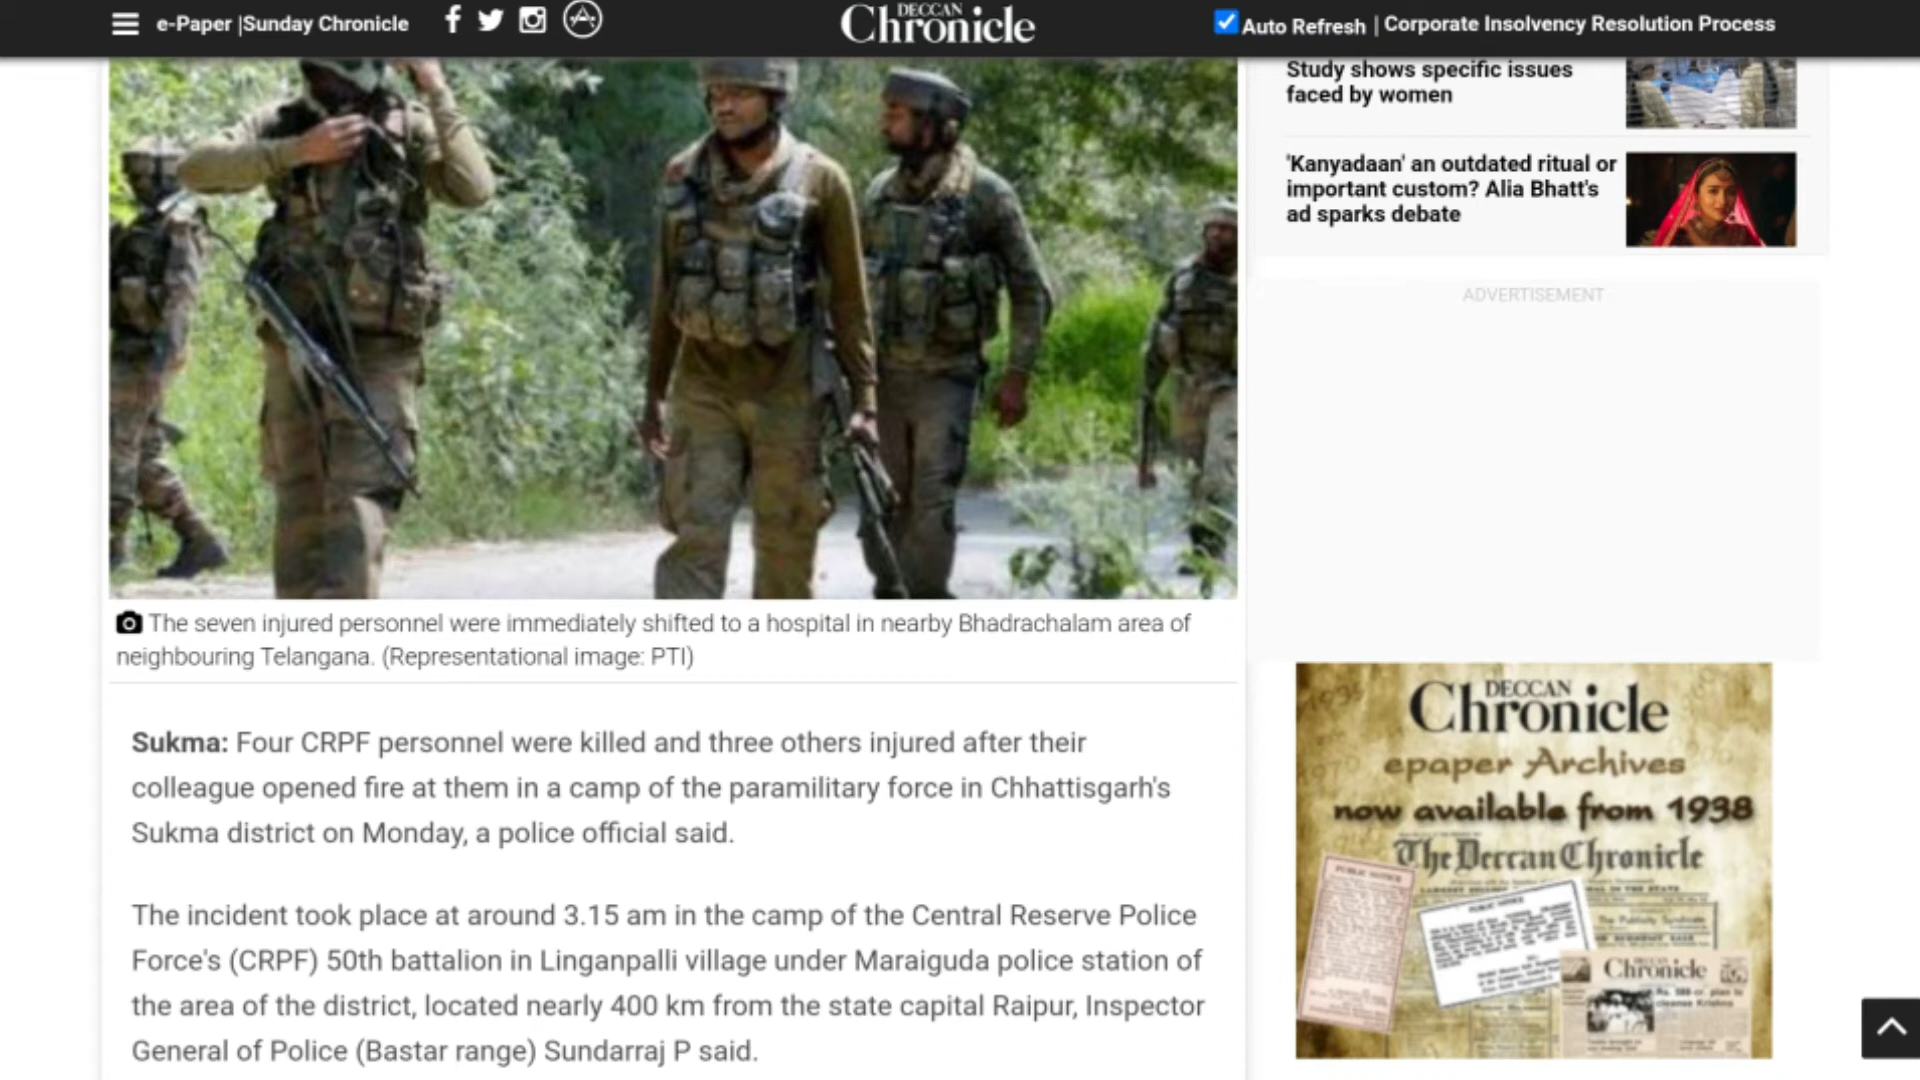 e-Paper |Sunday Chronicle
DECCAN
Chronicle
Auto Refresh | Corporate Insolvency Resolution Process
Study shows specific issues
faced by women
'Kanyadaan' an outdated ritual or
important custom? Alia Bhatt's
ad sparks debate
ADVERTISEMENT
The seven injured personnel were immediately shifted to a hospital in nearby Bhadrachalam area of
neighbouring Telangana. (Representational image: PTI)
Sukma: Four CRPF personnel were killed and three others injured after their
colleague opened fire at them in a camp of the paramilitary force in Chhattisgarh's
Sukma district on Monday, a police official said.
The incident took place at around 3.15 am in the camp of the Central Reserve Police
Force's (CRPF) 50th battalion in Linganpalli village under Maraiguda police station of
the area of the district, located nearly 400 km from the state capital Raipur, Inspector
General of Police (Bastar range) Sundarraj P said.
DECCAN
Chronicle
epaper Archives
now available from 1938
The Deccan Chronicle
PUBLIC NOTICE
Chronicle